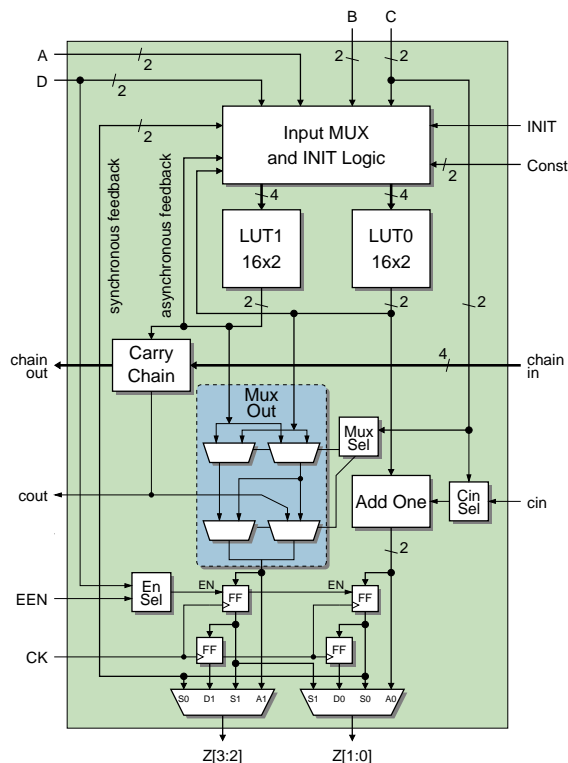 B
C
A
2
2
2
D
2
2
Input MUX
and INIT Logic
INIT
Const
2
4
4
synchronous feedback
asynchronous feedback
LUT1
16x2
LUT0
16x2
2
2
2
chain
out
Carry
Chain
4
chain
in
Mux
Out
Mux
Sel
cout
Add One
Cin
Sel
cin
2
En
Sel
EEN
EN
FF
EN
FF
CK
FF
FF
S0
D1
S1
A1
S1
D0
S0
A0
Z[3:2]
Z[1:0]